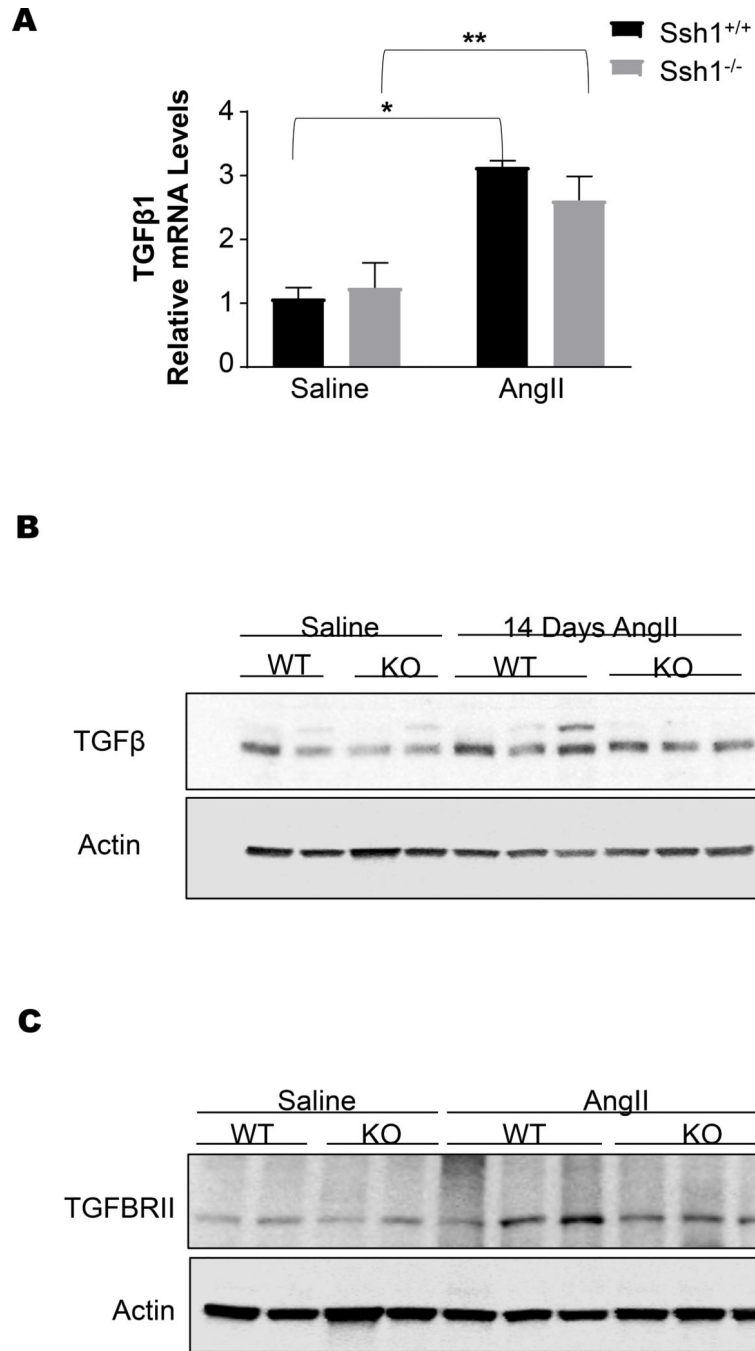 A
Ssh1+/+
Ssh1-/-
**
*
TGFβ1
Relative mRNA Levels
4
3
2
1
0
Saline AngII
B
Saline 14 Days AngII
WT KO WT KO
TGFβ
Actin
C
Saline AngII
WT KO WT KO
TGFBRII
Actin